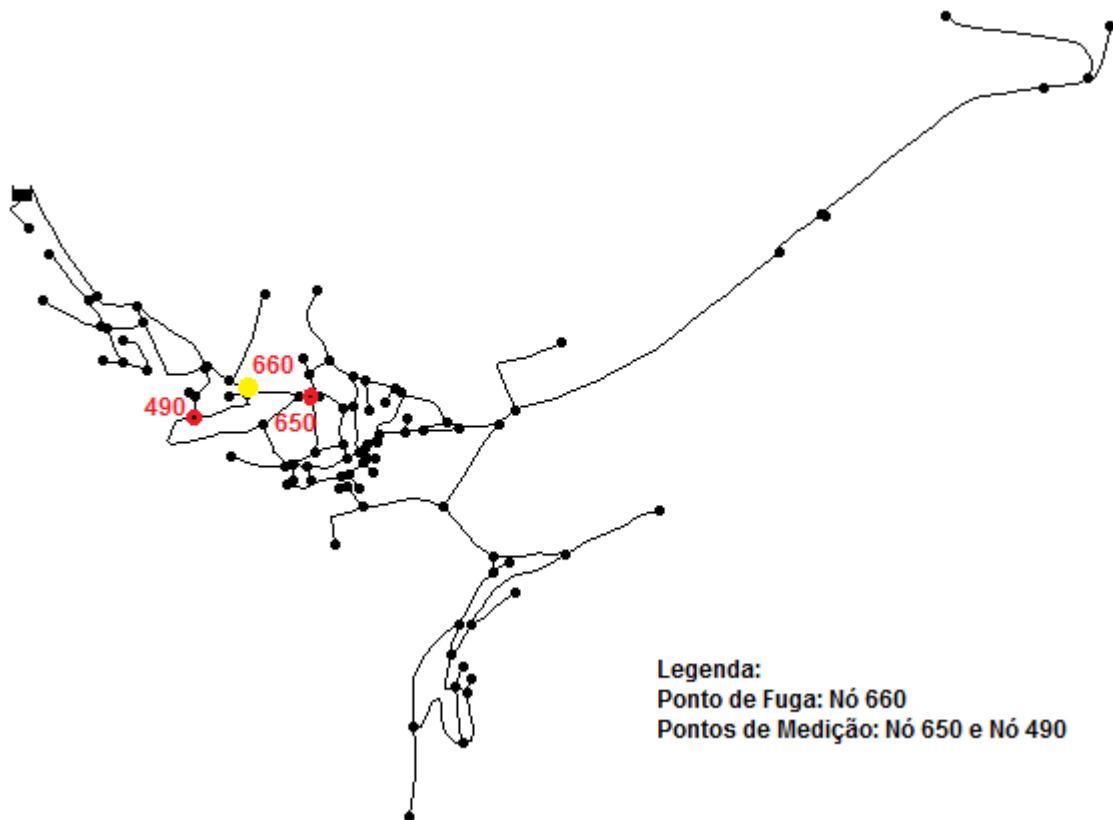 660
490
650
Legenda:
Ponto de Fuga: Nó 660
Pontos de Medição: Nó 650 e Nó 490